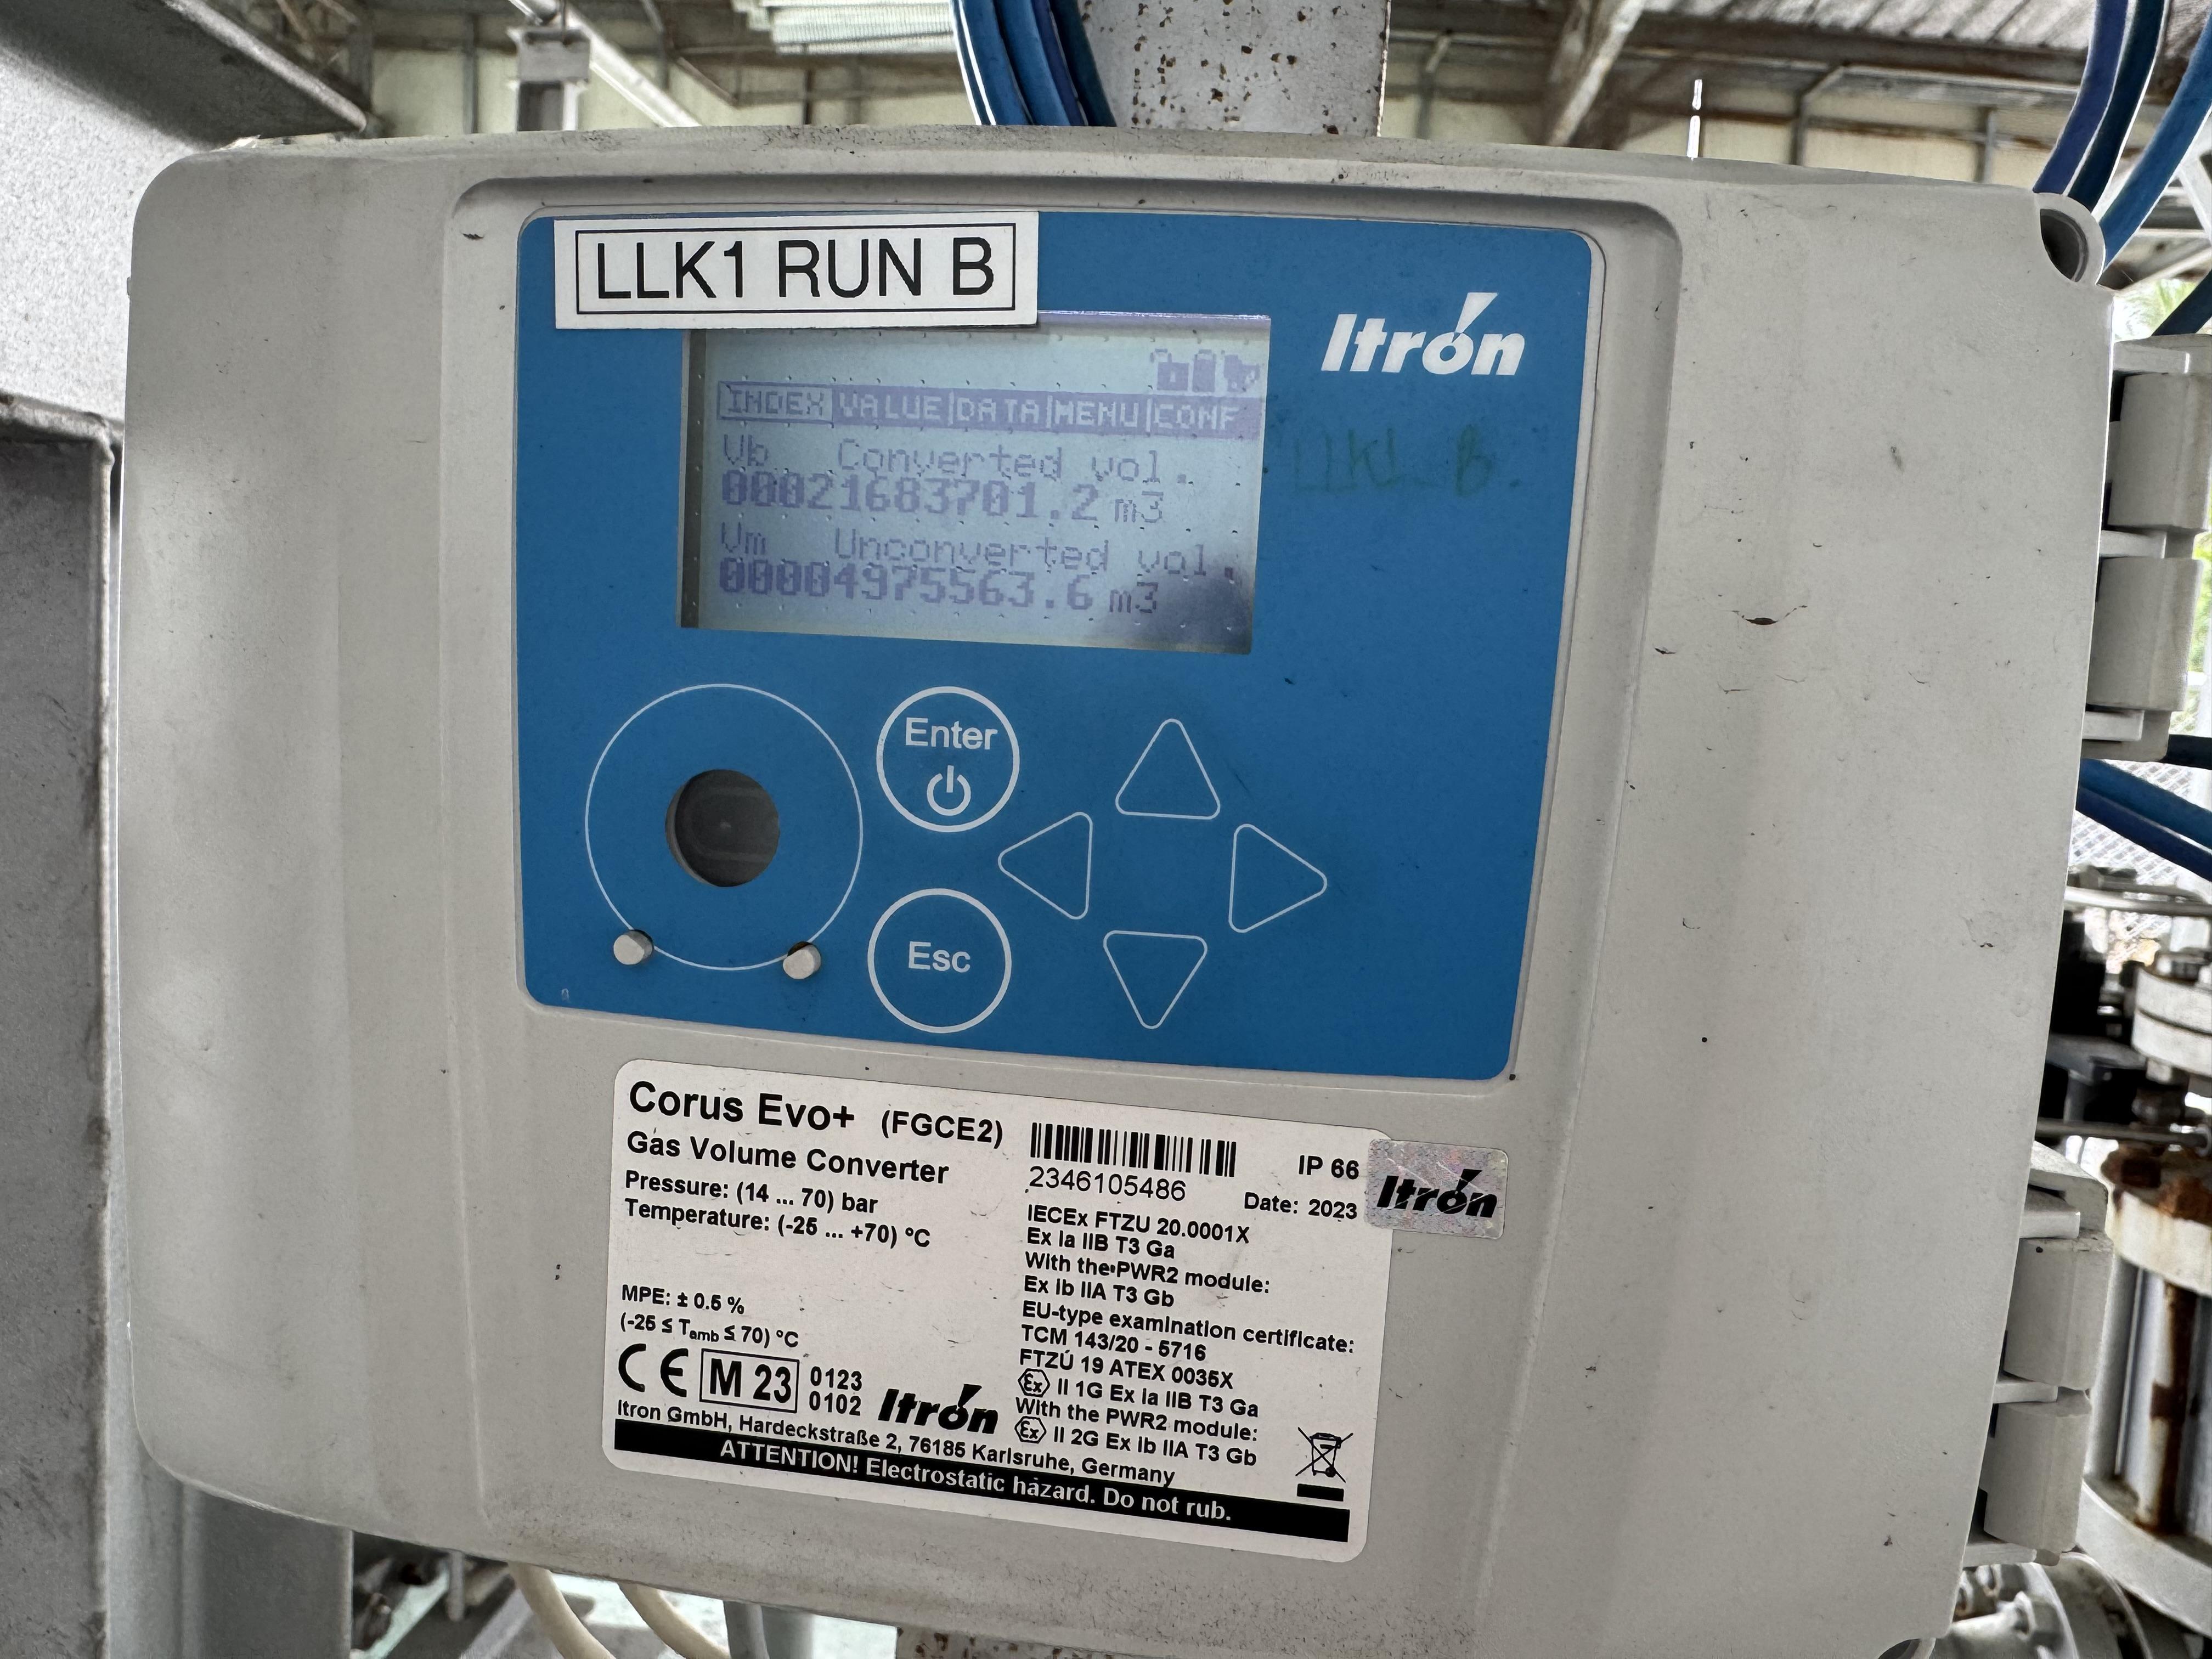 LLK1 RUN B
Itrón
INDEX|VALUE|DATA|MENU|CONF
Vb Converted vol.
00021683701.2 m3
Vm Unconverted vol.
00004975563.6 m3
LLK1 B.
Enter
Esc
Corus Evo+ (FGCE2)
Gas Volume Converter
Pressure: (14 ... 70) bar
Temperature: (-25 ... +70) °C
MPE: ± 0.5 %
(-25 ≤ Tamb ≤ 70) °C
CE M 23 0123
0102
Itrón
2346105486
IP 66
Date: 2023
Itrón
IECEx FTZU 20.0001X
Ex ia IIB T3 Ga
With the PWR2 module:
Ex ib IIA T3 Gb
EU-type examination certificate:
TCM 143/20 - 5716
FTZÚ 19 ATEX 0035X
Ex II 1G Ex ia IIB T3 Ga
With the PWR2 module:
Ex II 2G Ex ib IIA T3 Gb
Itron GmbH, Hardeckstraße 2, 76185 Karlsruhe, Germany
ATTENTION! Electrostatic hazard. Do not rub.